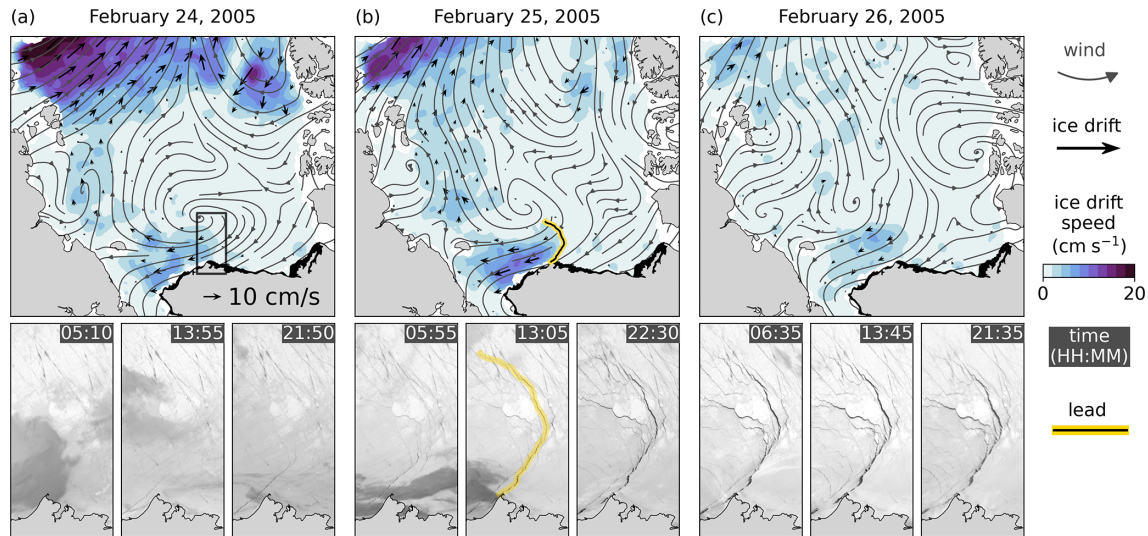 (a) February 24, 2005
(b) February 25, 2005
(c) February 26, 2005
wind
ice drift
ice drift
speed
(cm s⁻¹)
0 20
10 cm/s
05:10
13:55
21:50
05:55
13:05
22:30
06:35
13:45
21:35
time
(HH:MM)
lead